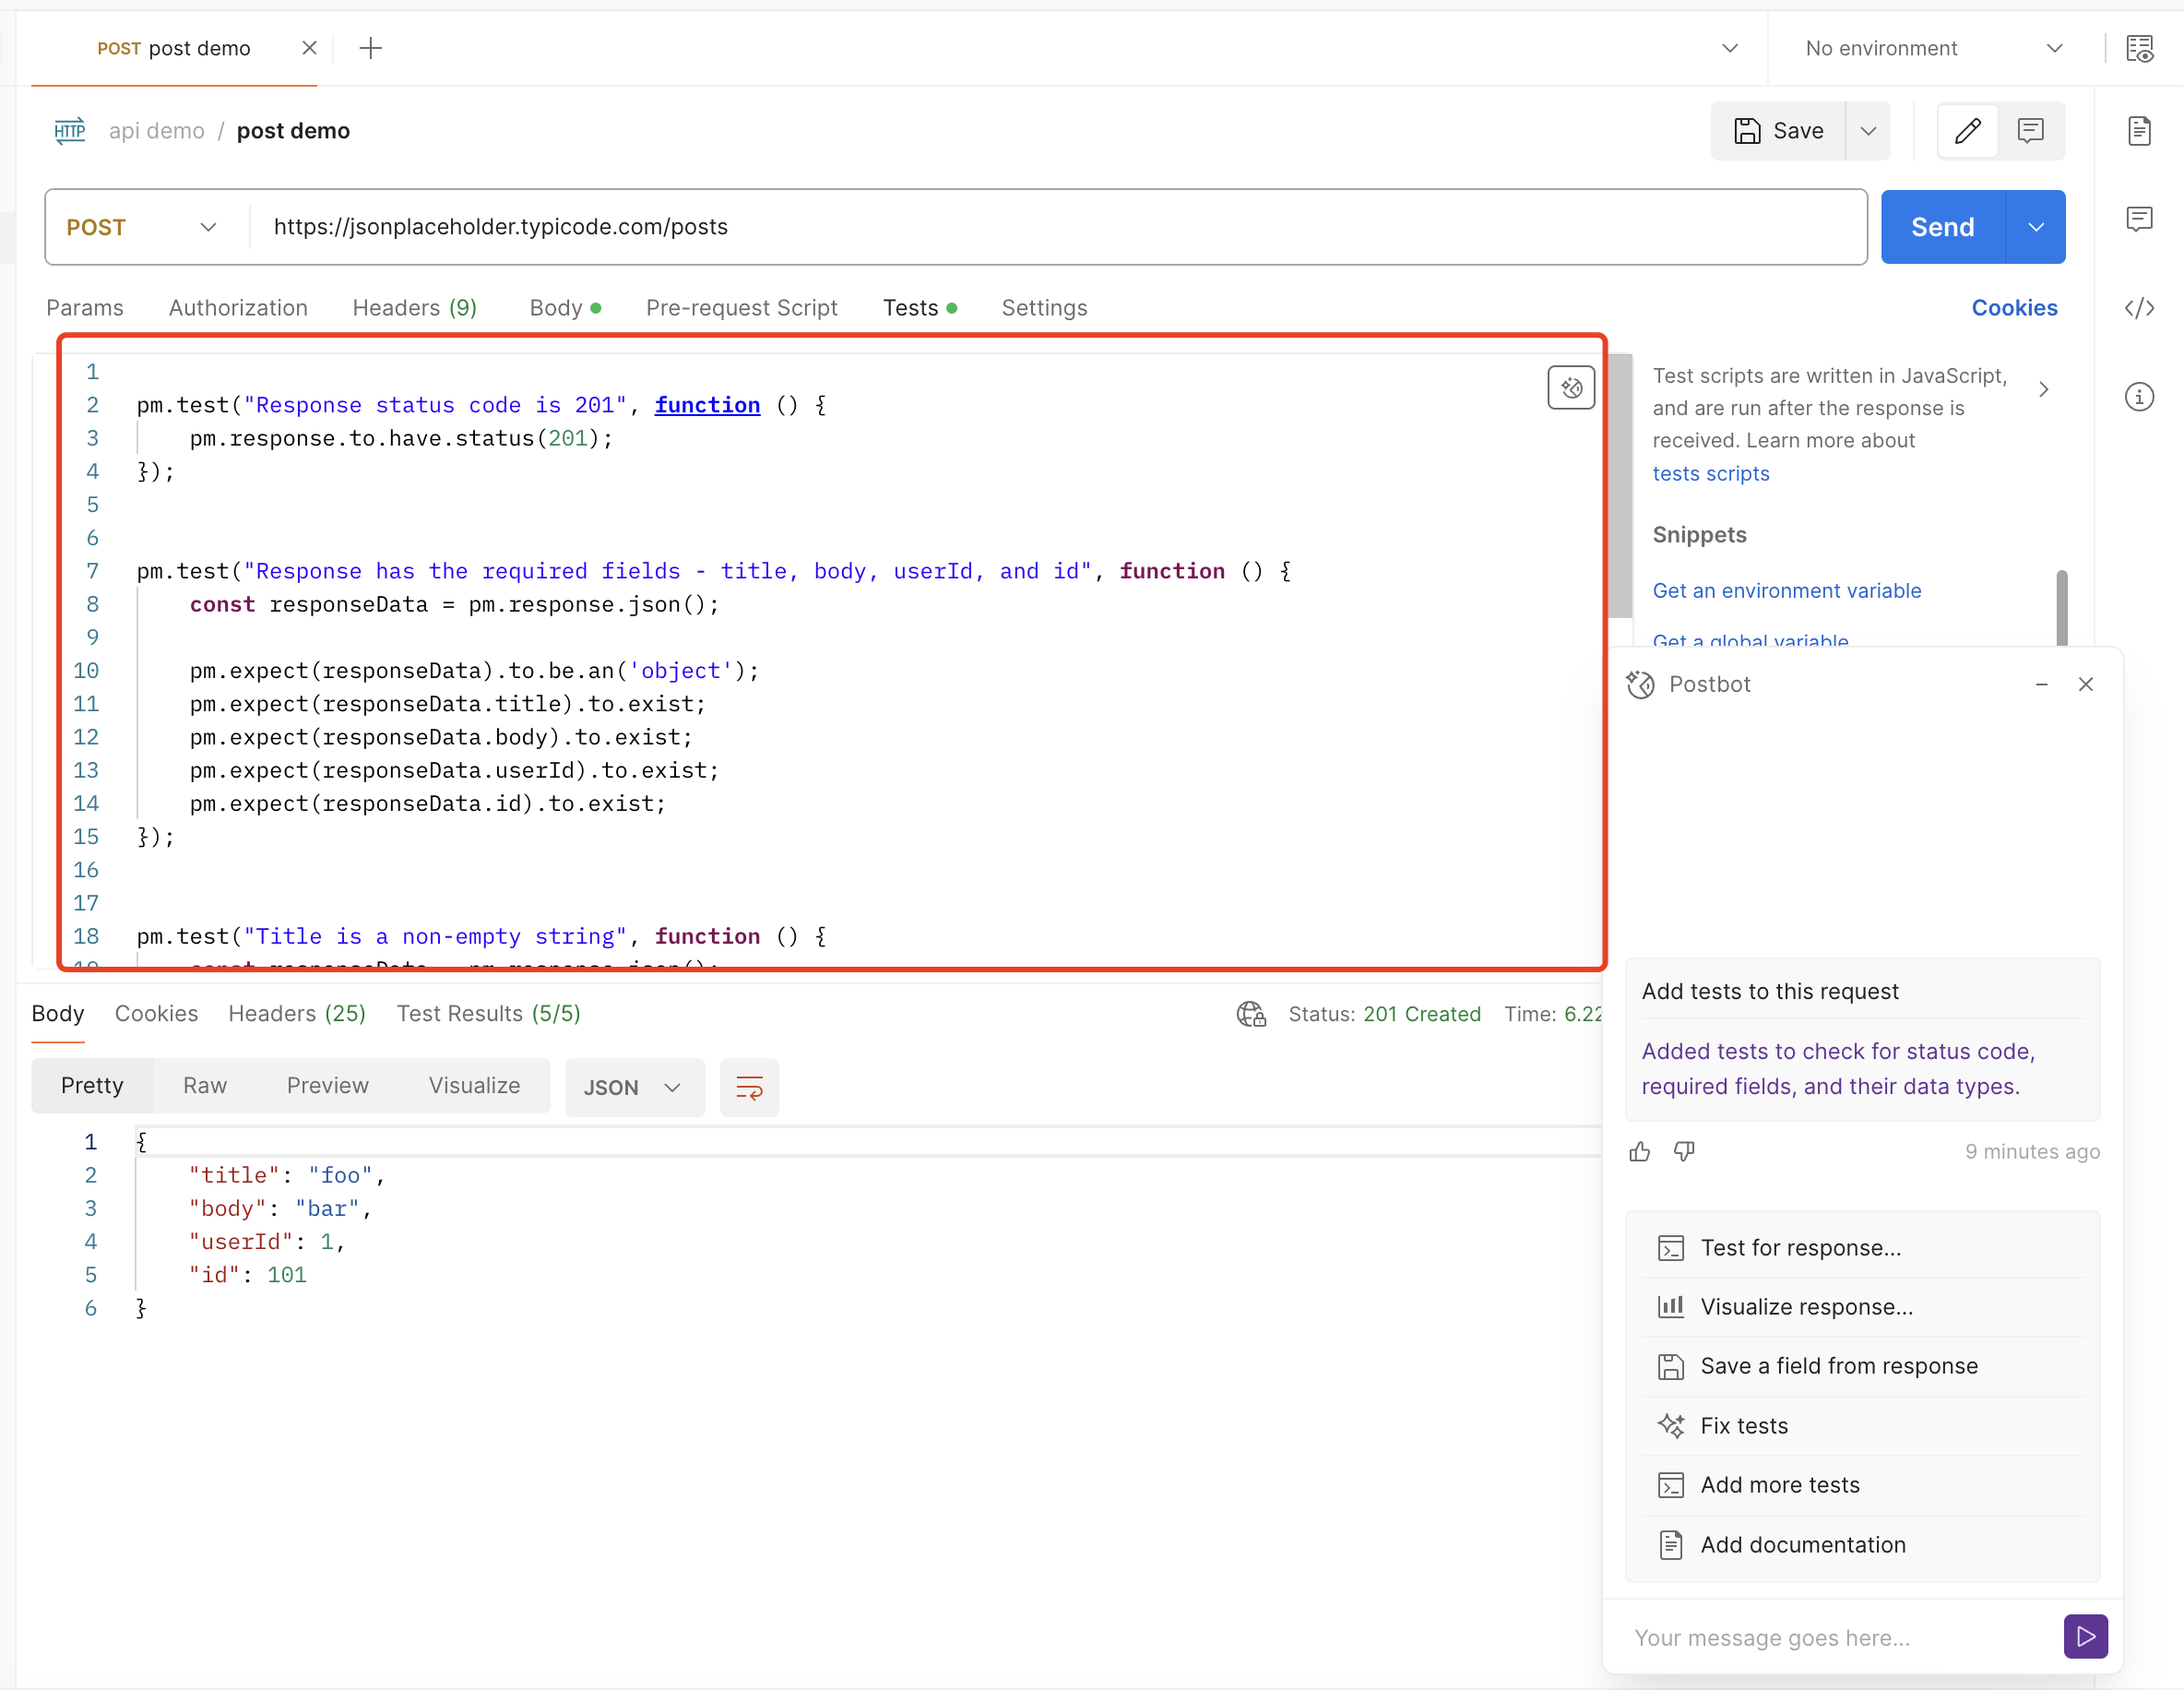 POST post demo
No environment
HTTP api demo / post demo
Save
POST https://jsonplaceholder.typicode.com/posts
Send
Params Authorization Headers (9) Body Pre-request Script Tests Settings Cookies
1
2 pm.test("Response status code is 201", function () {
3 pm.response.to.have.status(201);
4 });
5
6
7 pm.test("Response has the required fields - title, body, userId, and id", function () {
8 const responseData = pm.response.json();
9
10 pm.expect(responseData).to.be.an('object');
11 pm.expect(responseData.title).to.exist;
12 pm.expect(responseData.body).to.exist;
13 pm.expect(responseData.userId).to.exist;
14 pm.expect(responseData.id).to.exist;
15 });
16
17
18 pm.test("Title is a non-empty string", function () {
19 const responseData = pm.response.json();
Test scripts are written in JavaScript,
and are run after the response is
received. Learn more about
tests scripts
Snippets
Get an environment variable
Get a global variable
Postbot
Add tests to this request
Added tests to check for status code,
required fields, and their data types.
9 minutes ago
Test for response...
Visualize response...
Save a field from response
Fix tests
Add more tests
Add documentation
Your message goes here...
Body Cookies Headers (25) Test Results (5/5)
Status: 201 Created Time: 6.22
Pretty Raw Preview Visualize JSON
1 {
2 "title": "foo",
3 "body": "bar",
4 "userId": 1,
5 "id": 101
6 }